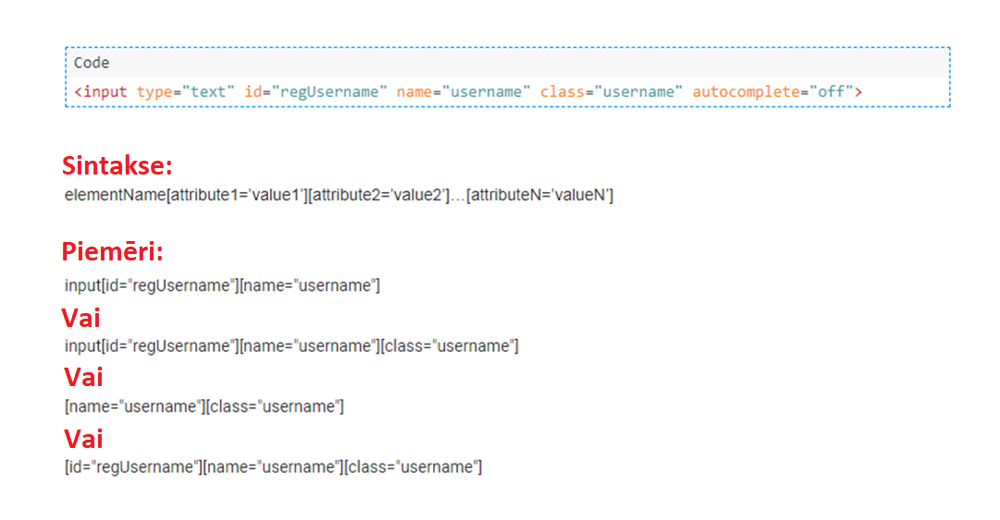 Code
<input type="text" id="regUsername" name="username" class="username" autocomplete="off">
Sintakse:
elementName[attribute1=’value1’][attribute2=’value2’]…[attributeN=’valueN’]
Piemēri:
input[id="regUsername"][name="username"]
Vai
input[id="regUsername"][name="username"][class="username"]
Vai
[name="username"][class="username"]
Vai
[id="regUsername"][name="username"][class="username"]